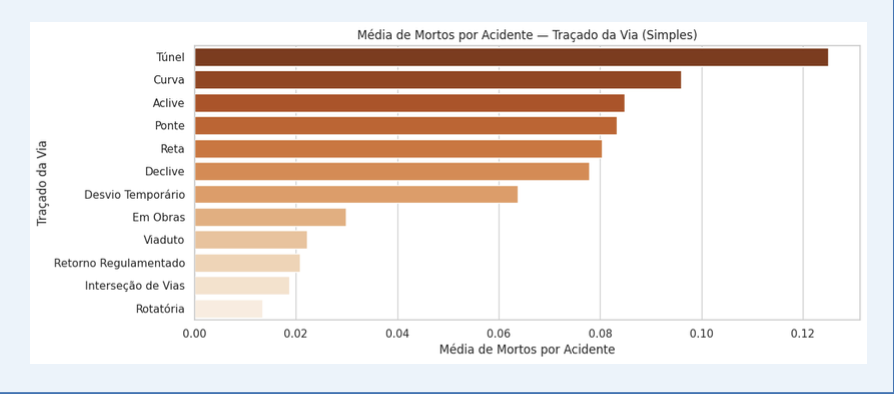 Média de Mortos por Acidente — Traçado da Via (Simples)
Traçado da Via
Túnel
Curva
Aclive
Ponte
Reta
Declive
Desvio Temporário
Em Obras
Viaduto
Retorno Regulamentado
Interseção de Vias
Rotatória
0.00 0.02 0.04 0.06 0.08 0.10 0.12
Média de Mortos por Acidente